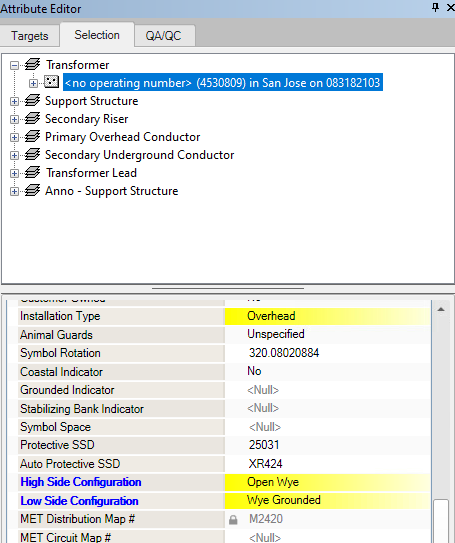 Attribute Editor
Targets Selection QA/QC
Transformer
<no operating number> (4530809) in San Jose on 083182103
Support Structure
Secondary Riser
Primary Overhead Conductor
Secondary Underground Conductor
Transformer Lead
Anno - Support Structure
Customer Owned No
Installation Type Overhead
Animal Guards Unspecified
Symbol Rotation 320.08020884
Coastal Indicator No
Grounded Indicator <Null>
Stabilizing Bank Indicator <Null>
Symbol Space <Null>
Protective SSD 25031
Auto Protective SSD XR424
High Side Configuration Open Wye
Low Side Configuration Wye Grounded
MET Distribution Map # M2420
MET Circuit Map # <Null>